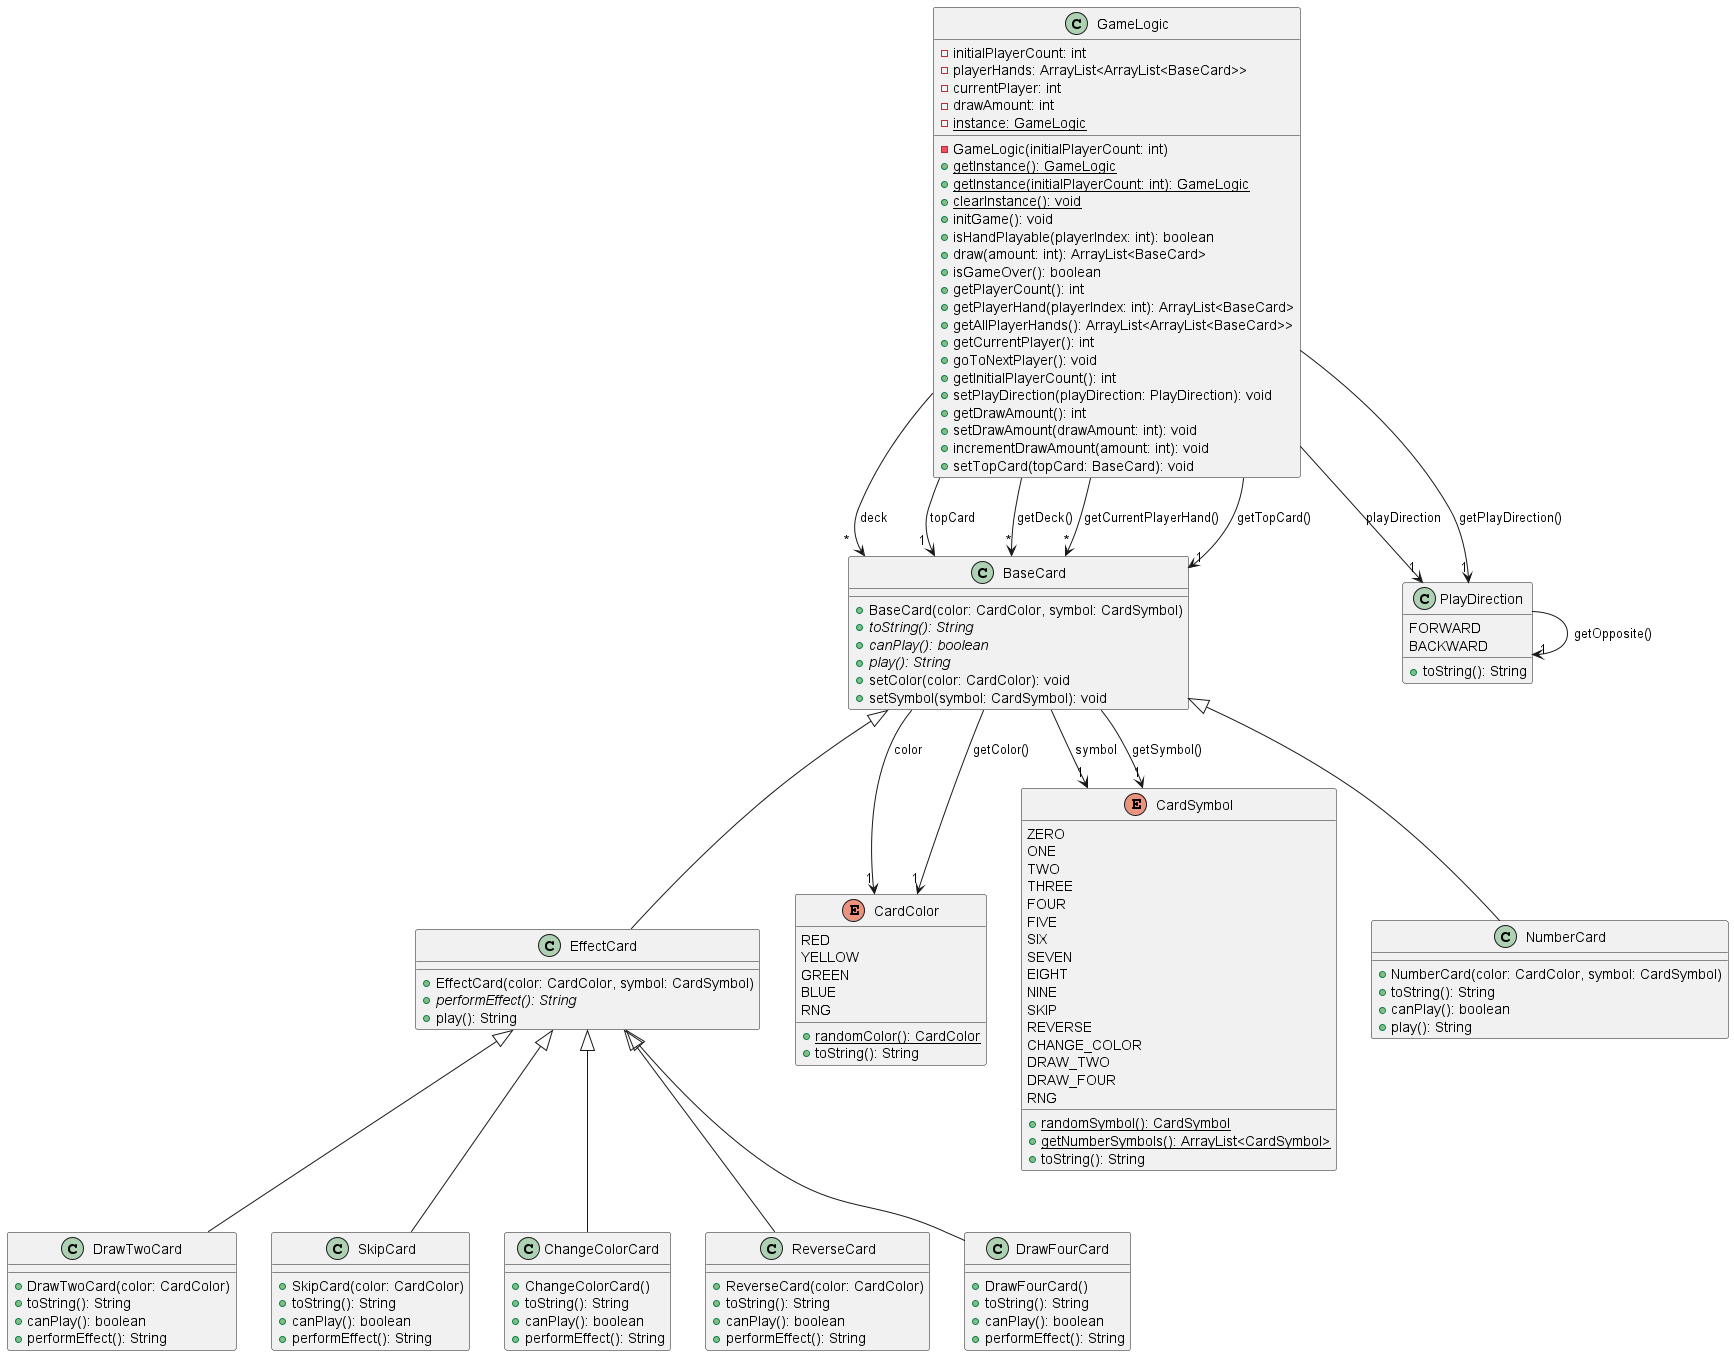 C GameLogic
initialPlayerCount: int
playerHands: ArrayList<ArrayList<BaseCard>>
currentPlayer: int
drawAmount: int
instance: GameLogic
GameLogic(initialPlayerCount: int)
getInstance(): GameLogic
getInstance(initialPlayerCount: int): GameLogic
clearInstance(): void
initGame(): void
isHandPlayable(playerIndex: int): boolean
draw(amount: int): ArrayList<BaseCard>
isGameOver(): boolean
getPlayerCount(): int
getPlayerHand(playerIndex: int): ArrayList<BaseCard>
getAllPlayerHands(): ArrayList<ArrayList<BaseCard>>
getCurrentPlayer(): int
goToNextPlayer(): void
getInitialPlayerCount(): int
setPlayDirection(playDirection: PlayDirection): void
getDrawAmount(): int
setDrawAmount(drawAmount: int): void
incrementDrawAmount(amount: int): void
setTopCard(topCard: BaseCard): void
deck
topCard
getDeck()
getCurrentPlayerHand()
getTopCard()
playDirection
getPlayDirection()
*
1
*
*
1
1
1
C BaseCard
BaseCard(color: CardColor, symbol: CardSymbol)
toString(): String
canPlay(): boolean
play(): String
setColor(color: CardColor): void
setSymbol(symbol: CardSymbol): void
C PlayDirection
FORWARD
BACKWARD
toString(): String
getOpposite()
1
color
getColor()
symbol
getSymbol()
1
1
1
1
C EffectCard
EffectCard(color: CardColor, symbol: CardSymbol)
performEffect(): String
play(): String
E CardColor
RED
YELLOW
GREEN
BLUE
RNG
randomColor(): CardColor
toString(): String
E CardSymbol
ZERO
ONE
TWO
THREE
FOUR
FIVE
SIX
SEVEN
EIGHT
NINE
SKIP
REVERSE
CHANGE_COLOR
DRAW_TWO
DRAW_FOUR
RNG
randomSymbol(): CardSymbol
getNumberSymbols(): ArrayList<CardSymbol>
toString(): String
C NumberCard
NumberCard(color: CardColor, symbol: CardSymbol)
toString(): String
canPlay(): boolean
play(): String
C DrawTwoCard
DrawTwoCard(color: CardColor)
toString(): String
canPlay(): boolean
performEffect(): String
C SkipCard
SkipCard(color: CardColor)
toString(): String
canPlay(): boolean
performEffect(): String
C ChangeColorCard
ChangeColorCard()
toString(): String
canPlay(): boolean
performEffect(): String
C ReverseCard
ReverseCard(color: CardColor)
toString(): String
canPlay(): boolean
performEffect(): String
C DrawFourCard
DrawFourCard()
toString(): String
canPlay(): boolean
performEffect(): String